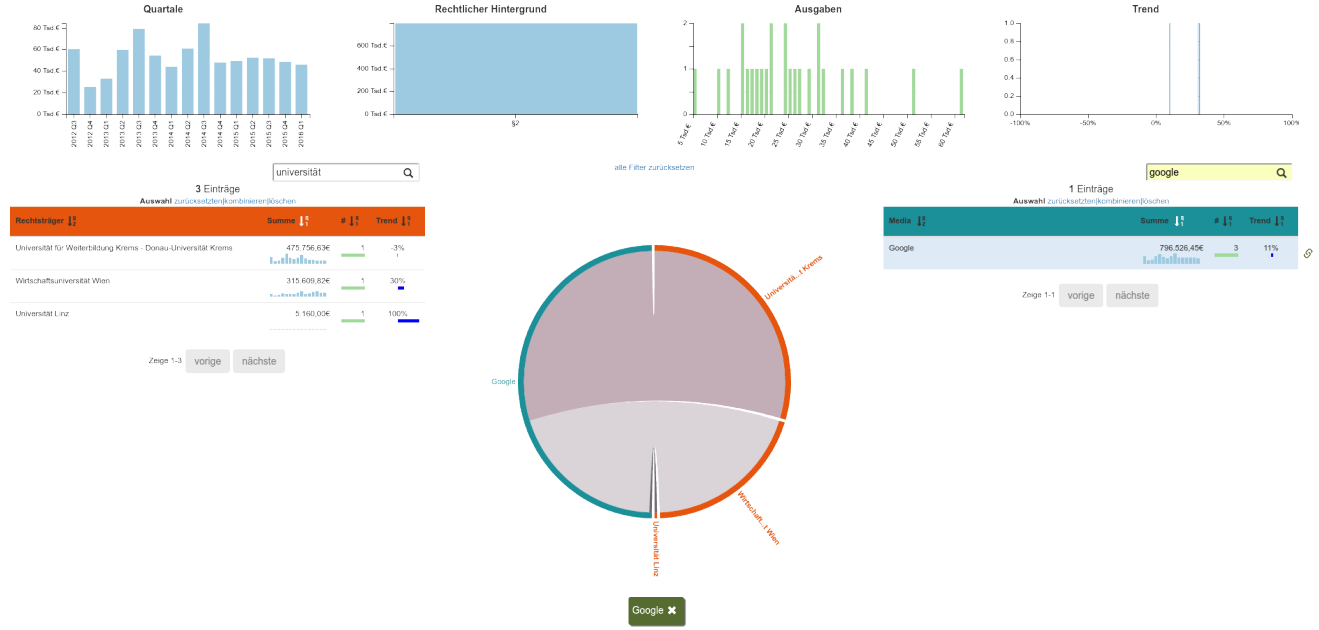 Quartale
80 Tsd.€
60 Tsd.€
40 Tsd.€
20 Tsd.€
0 Tsd.€
2012 Q3
2012 Q4
2013 Q1
2013 Q2
2013 Q3
2013 Q4
2014 Q1
2014 Q2
2014 Q3
2014 Q4
2015 Q1
2015 Q2
2015 Q3
2015 Q4
2016 Q1
Rechtlicher Hintergrund
600 Tsd.€
400 Tsd.€
200 Tsd.€
0 Tsd.€
§2
Ausgaben
2
1
0
5 Tsd.€
10 Tsd.€
15 Tsd.€
20 Tsd.€
25 Tsd.€
30 Tsd.€
35 Tsd.€
40 Tsd.€
45 Tsd.€
50 Tsd.€
55 Tsd.€
60 Tsd.€
Trend
1.0
0.8
0.6
0.4
0.2
0.0
-100%
-50%
0%
50%
100%
alle Filter zurücksetzen
universität
3 Einträge
Auswahl zurücksetzten|kombinieren|löschen
Rechtsträger Summe # Trend
Universität für Weiterbildung Krems - Donau-Universität Krems 475.756,63€ 1 -3%
Wirtschaftsuniversität Wien 315.609,82€ 1 30%
Universität Linz 5.160,00€ 1 100%
Zeige 1-3 vorige nächste
google
1 Einträge
Auswahl zurücksetzten|kombinieren|löschen
Media Summe # Trend
Google 796.526,45€ 3 11%
Zeige 1-1 vorige nächste
Universitä...t Krems
Google
Wirtschaft...t Wien
Universität Linz
Google ✖